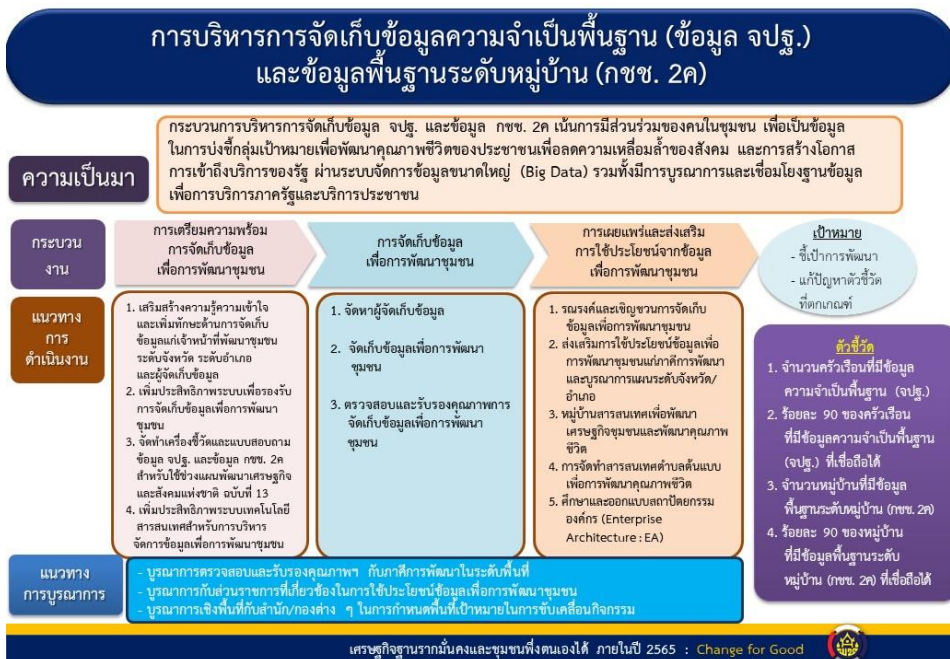 การบริหารการจัดเก็บข้อมูลความจำเป็นพื้นฐาน (ข้อมูล จปฐ.)
และข้อมูลพื้นฐานระดับหมู่บ้าน (กชช. 2ค)
ความเป็นมา
กระบวนการบริหารการจัดเก็บข้อมูล จปฐ. และข้อมูล กชช. 2ค เน้นการมีส่วนร่วมของคนในชุมชน เพื่อเป็นข้อมูล
ในการบ่งชี้กลุ่มเป้าหมายเพื่อพัฒนาคุณภาพชีวิตของประชาชนเพื่อลดความเหลื่อมล้ำของสังคม และการสร้างโอกาส
การเข้าถึงบริการของรัฐ ผ่านระบบจัดการข้อมูลขนาดใหญ่ (Big Data) รวมทั้งมีการบูรณาการและเชื่อมโยงฐานข้อมูล
เพื่อการบริการภาครัฐและบริการประชาชน
กระบวน
งาน
การเตรียมความพร้อม
การจัดเก็บข้อมูล
เพื่อการพัฒนาชุมชน
การจัดเก็บข้อมูล
เพื่อการพัฒนาชุมชน
การเผยแพร่และส่งเสริม
การใช้ประโยชน์จากข้อมูล
เพื่อการพัฒนาชุมชน
เป้าหมาย
- ชี้เป้าการพัฒนา
- แก้ปัญหาตัวชี้วัด
ที่ตกเกณฑ์
แนวทาง
การ
ดำเนินงาน
1. เสริมสร้างความรู้ความเข้าใจ
และเพิ่มทักษะด้านการจัดเก็บ
ข้อมูลแก่เจ้าหน้าที่พัฒนาชุมชน
ระดับจังหวัด ระดับอำเภอ
และผู้จัดเก็บข้อมูล
2. เพิ่มประสิทธิภาพระบบเพื่อรองรับ
การจัดเก็บข้อมูลเพื่อการพัฒนา
ชุมชน
3. จัดทำเครื่องชี้วัดและแบบสอบถาม
ข้อมูล จปฐ. และข้อมูล กชช. 2ค
สำหรับใช้ช่วงแผนพัฒนาเศรษฐกิจ
และสังคมแห่งชาติ ฉบับที่ 13
4. เพิ่มประสิทธิภาพระบบเทคโนโลยี
สารสนเทศสำหรับการบริหาร
จัดการข้อมูลเพื่อการพัฒนาชุมชน
1. จัดหาผู้จัดเก็บข้อมูล
2. จัดเก็บข้อมูลเพื่อการพัฒนา
ชุมชน
3. ตรวจสอบและรับรองคุณภาพการ
จัดเก็บข้อมูลเพื่อการพัฒนา
ชุมชน
1. รณรงค์และเชิญชวนการจัดเก็บ
ข้อมูลเพื่อการพัฒนาชุมชน
2. ส่งเสริมการใช้ประโยชน์ข้อมูลเพื่อ
การพัฒนาชุมชนแก่ภาคีการพัฒนา
และบูรณาการแผนระดับจังหวัด/
อำเภอ
3. หมู่บ้านสารสนเทศเพื่อพัฒนา
เศรษฐกิจชุมชนและพัฒนาคุณภาพ
ชีวิต
4. การจัดทำสารสนเทศตำบลต้นแบบ
เพื่อการพัฒนาคุณภาพชีวิต
5. ศึกษาและออกแบบสถาปัตยกรรม
องค์กร (Enterprise
Architecture : EA)
ตัวชี้วัด
1. จำนวนครัวเรือนที่มีข้อมูล
ความจำเป็นพื้นฐาน (จปฐ.)
2. ร้อยละ 90 ของครัวเรือน
ที่มีข้อมูลความจำเป็นพื้นฐาน
(จปฐ.) ที่เชื่อถือได้
3. จำนวนหมู่บ้านที่มีข้อมูล
พื้นฐานระดับหมู่บ้าน (กชช. 2ค)
4. ร้อยละ 90 ของหมู่บ้าน
ที่มีข้อมูลพื้นฐานระดับ
หมู่บ้าน (กชช. 2ค) ที่เชื่อถือได้
แนวทาง
การบูรณาการ
- บูรณาการตรวจสอบและรับรองคุณภาพฯ กับภาคีการพัฒนาในระดับพื้นที่
- บูรณาการกับส่วนราชการที่เกี่ยวข้องในการใช้ประโยชน์ข้อมูลเพื่อการพัฒนาชุมชน
- บูรณาการเชิงพื้นที่กับสำนัก/กองต่าง ๆ ในการกำหนดพื้นที่เป้าหมายในการขับเคลื่อนกิจกรรม
เศรษฐกิจฐานรากมั่นคงและชุมชนพึ่งตนเองได้ ภายในปี 2565 : Change for Good